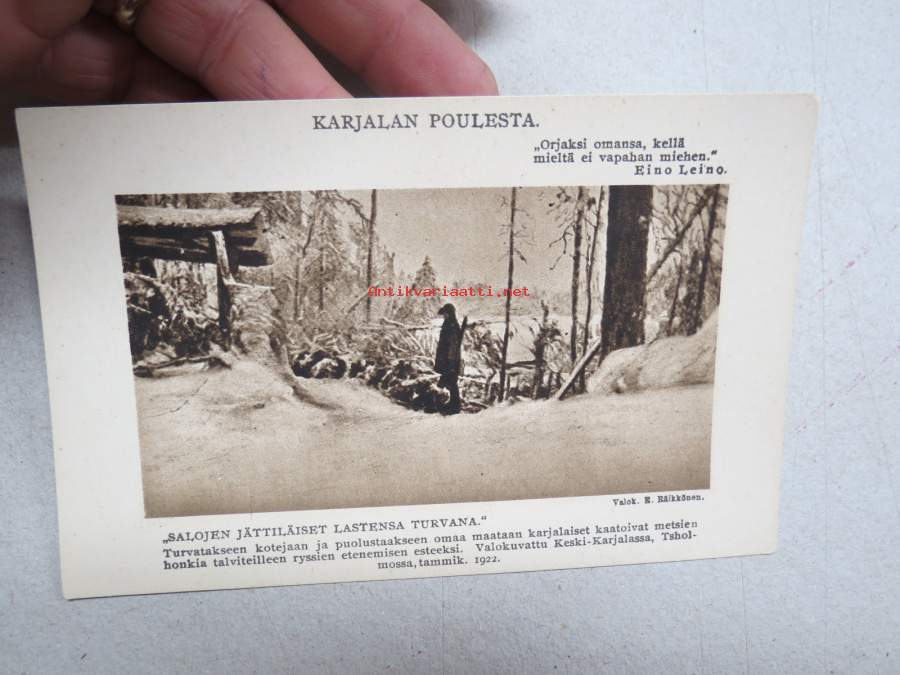 KARJALAN POULESTA.
„Orjaksi omansa, kellä
mieltä ei vapahan miehen.“
Eino Leino.
Antikvariaatti.net
Valok. E. Räikkönen.
„SALOJEN JÄTTILÄISET LASTENSA TURVANA.“
Turvatakseen kotejaan ja puolustaakseen omaa maataan karjalaiset kaatoivat metsien
honkia talviteilleen ryssien etenemisen esteeksi. Valokuvattu Keski-Karjalassa, Tshol-
mossa, tammik. 1922.